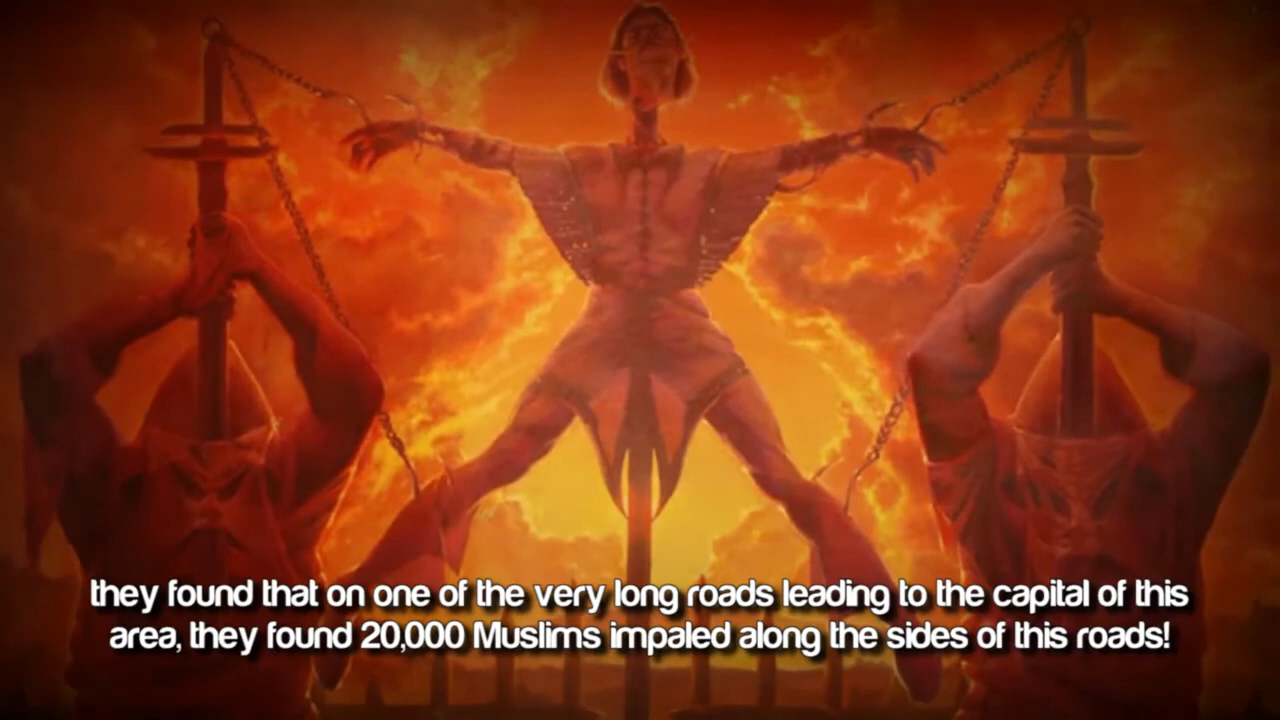 they found that on one of the very long roads leading to the capital of this
area, they found 20,000 Muslims impaled along the sides of this roads!